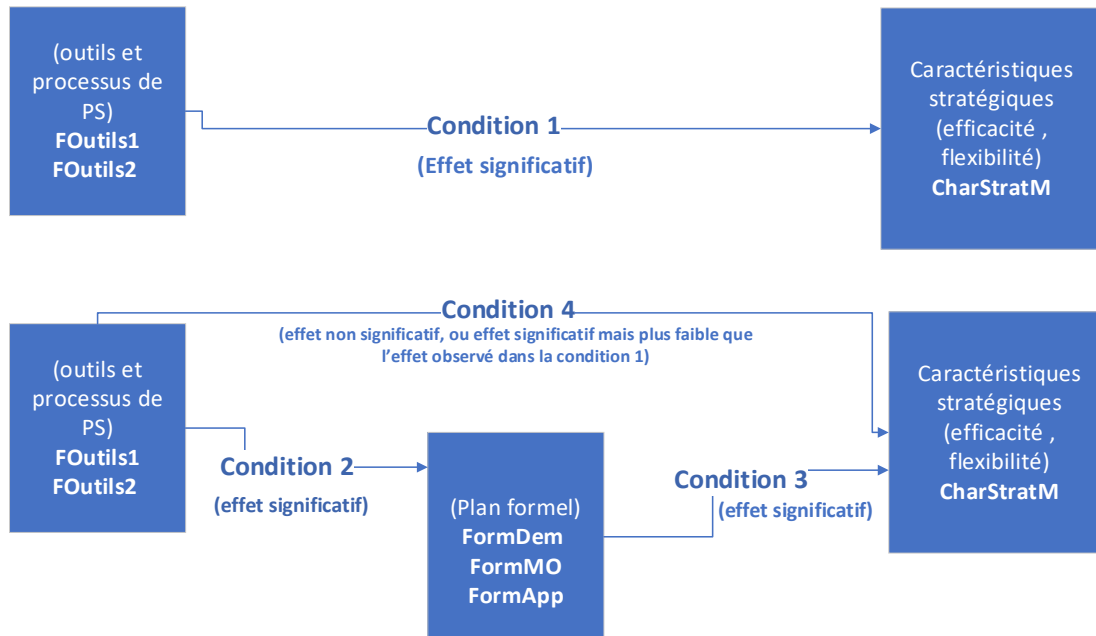 (outils et
processus de
PS)
FOutils1
FOutils2
Condition 1
(Effet significatif)
Caractéristiques
stratégiques
(efficacité ,
flexibilité)
CharStratM
Condition 4
(effet non significatif, ou effet significatif mais plus faible que
l'effet observé dans la condition 1)
(outils et
processus de
PS)
FOutils1
FOutils2
Condition 2
(effet significatif)
(Plan formel)
FormDem
FormMO
FormApp
Condition 3
(effet significatif)
Caractéristiques
stratégiques
(efficacité ,
flexibilité)
CharStratM